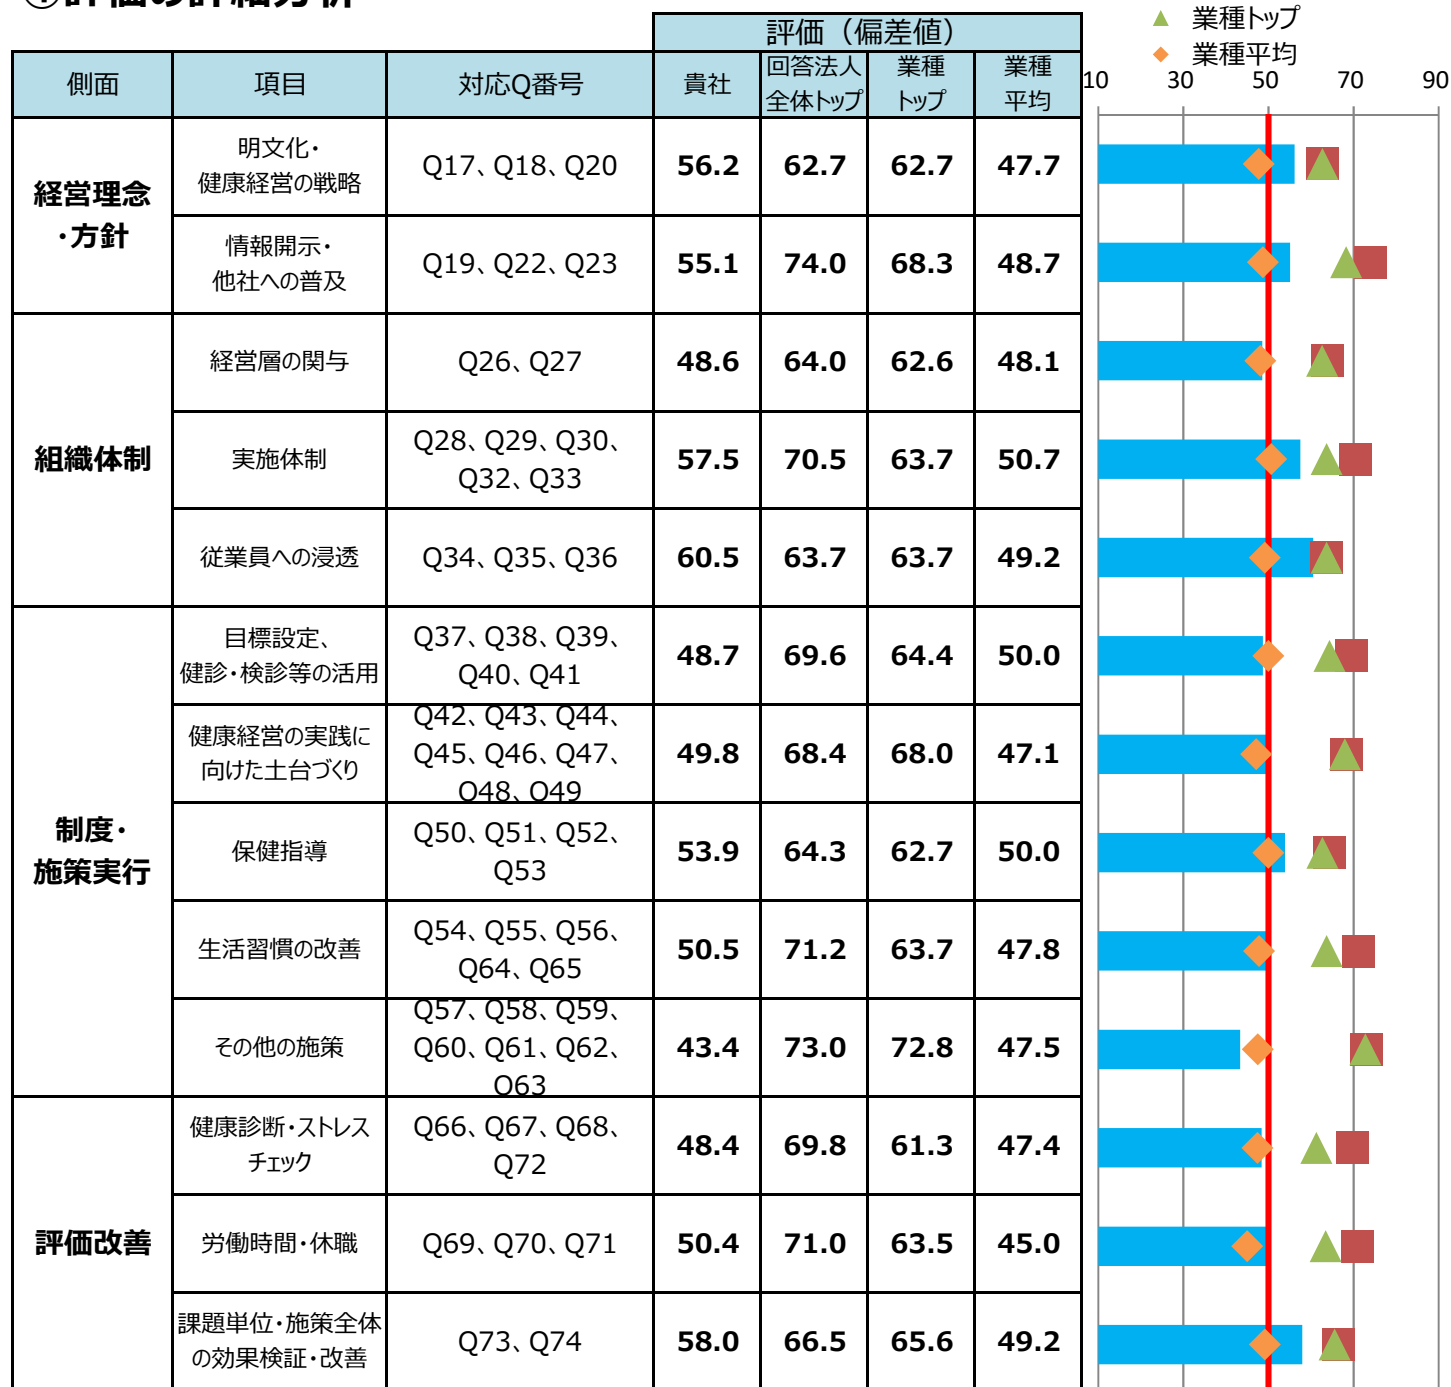 ①評価の詳細分析
業種トップ
業種平均
評価（偏差値）
側面 項目 対応Q番号 貴社 回答法人 業種 業種
全体トップ トップ 平均
10 30 50 70 90
経営理念
・方針
明文化・
健康経営の戦略
Q17、Q18、Q20 56.2 62.7 62.7 47.7
情報開示・
他社への普及
Q19、Q22、Q23 55.1 74.0 68.3 48.7
組織体制
経営層の関与 Q26、Q27 48.6 64.0 62.6 48.1
実施体制
Q28、Q29、Q30、
Q32、Q33
57.5 70.5 63.7 50.7
従業員への浸透 Q34、Q35、Q36 60.5 63.7 63.7 49.2
制度・
施策実行
目標設定、
健診・検診等の活用
Q37、Q38、Q39、
Q40、Q41
48.7 69.6 64.4 50.0
健康経営の実践に
向けた土台づくり
Q42、Q43、Q44、
Q45、Q46、Q47、
Q48、Q49
49.8 68.4 68.0 47.1
保健指導
Q50、Q51、Q52、
Q53
53.9 64.3 62.7 50.0
生活習慣の改善
Q54、Q55、Q56、
Q64、Q65
50.5 71.2 63.7 47.8
その他の施策
Q57、Q58、Q59、
Q60、Q61、Q62、
Q63
43.4 73.0 72.8 47.5
評価改善
健康診断・ストレス
チェック
Q66、Q67、Q68、
Q72
48.4 69.8 61.3 47.4
労働時間・休職 Q69、Q70、Q71 50.4 71.0 63.5 45.0
課題単位・施策全体
の効果検証・改善
Q73、Q74 58.0 66.5 65.6 49.2